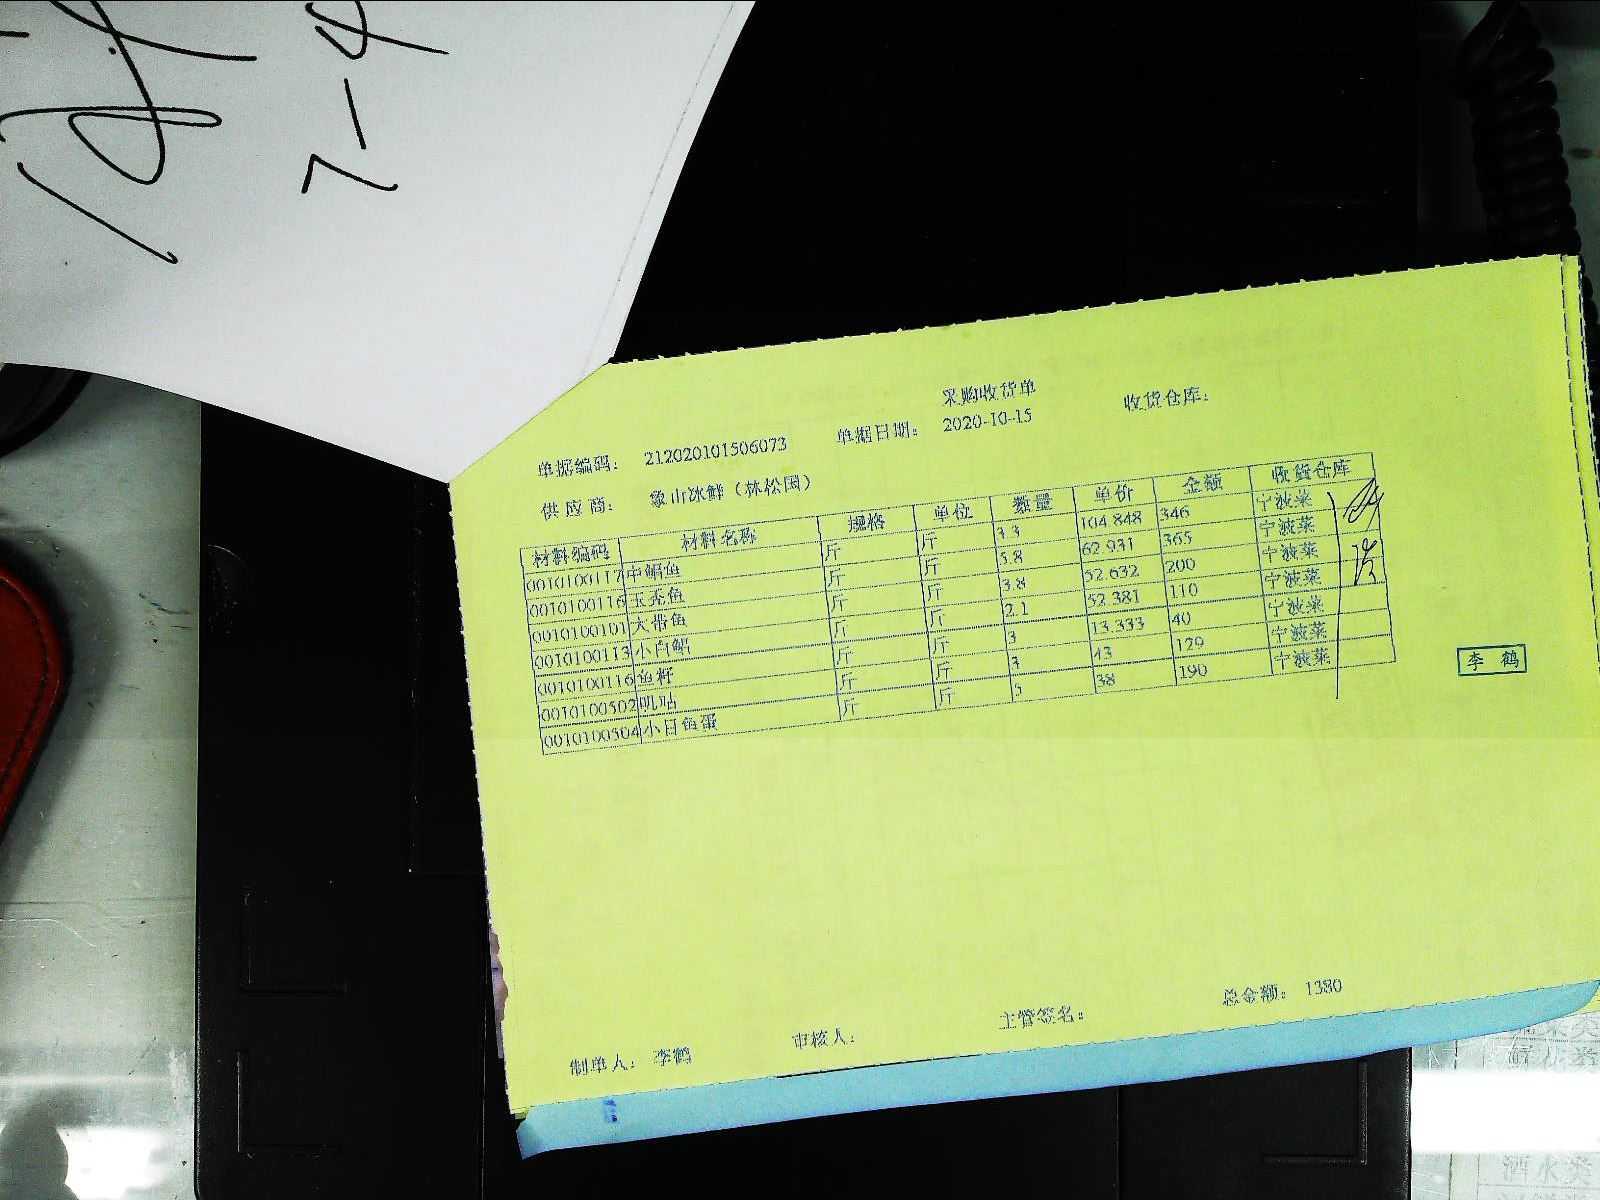 7-4
采购收货单
单据编码: 212020101506073 单据日期: 2020-10-15 收货仓库:
供应商: 象山冰鲜(林松国)
材料编码 材料名称 规格 单位 数量 单价 金额 收货仓库
0010100117 中鲳鱼 斤 斤 3.3 104.848 346 宁波菜
0010100116 玉秃鱼 斤 斤 5.8 62.931 365 宁波菜
0010100101 大带鱼 斤 斤 3.8 52.632 200 宁波菜
0010100113 小白鲳 斤 斤 2.1 52.381 110 宁波菜
0010100116 鱼籽 斤 斤 3 13.333 40 宁波菜
0010100502 斤 斤 3 43 129 宁波菜
0010100504 小目鱼蛋 斤 斤 5 38 190 宁波菜
李鹤
制单人: 李鹤 审核人: 主管签名: 总金额: 1380
酒水类